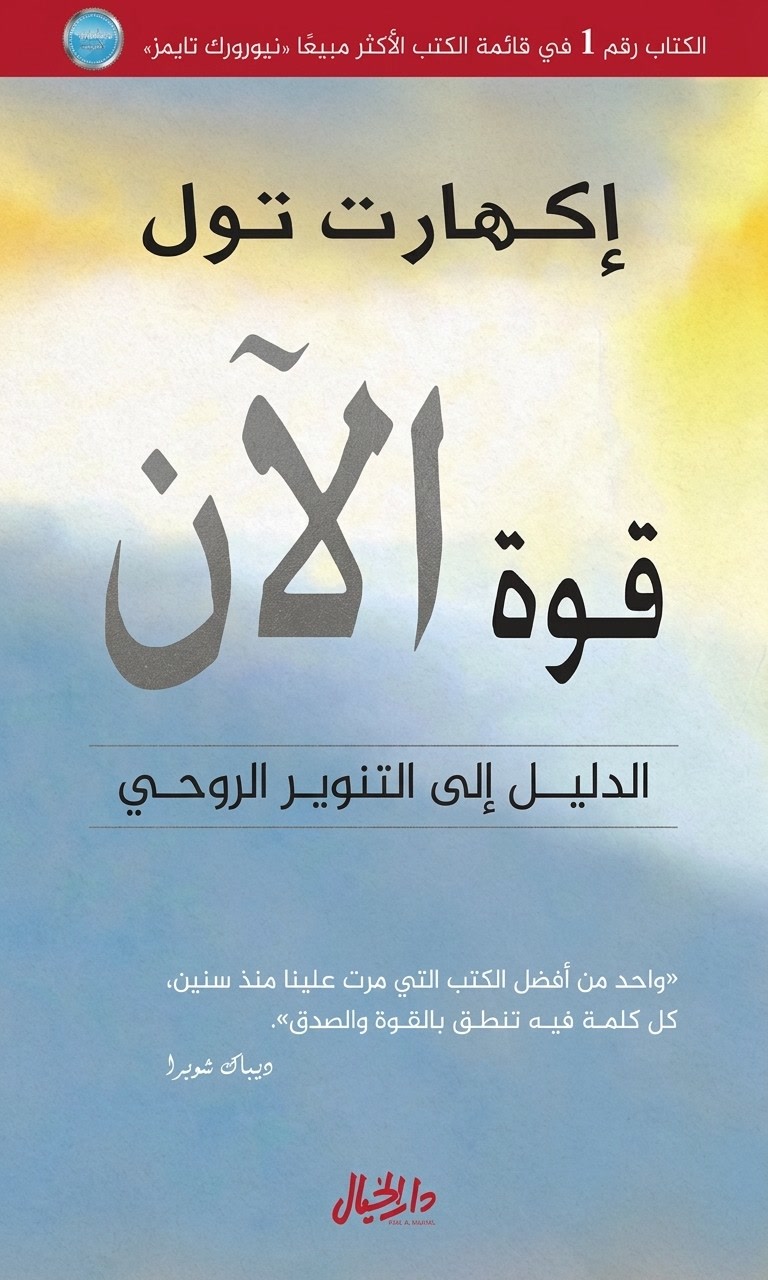 الكتاب رقم 1 في قائمة الكتب الأكثر مبيعًا «نيورورك تايمز»
إكهارت تول
قوة الآن
الدليل إلى التنوير الروحي
«واحد من أفضل الكتب التي مرت علينا منذ سنين،
كل كلمة فيه تنطق بالقوة والصدق».
ديباك شوبرا
دار الخيال